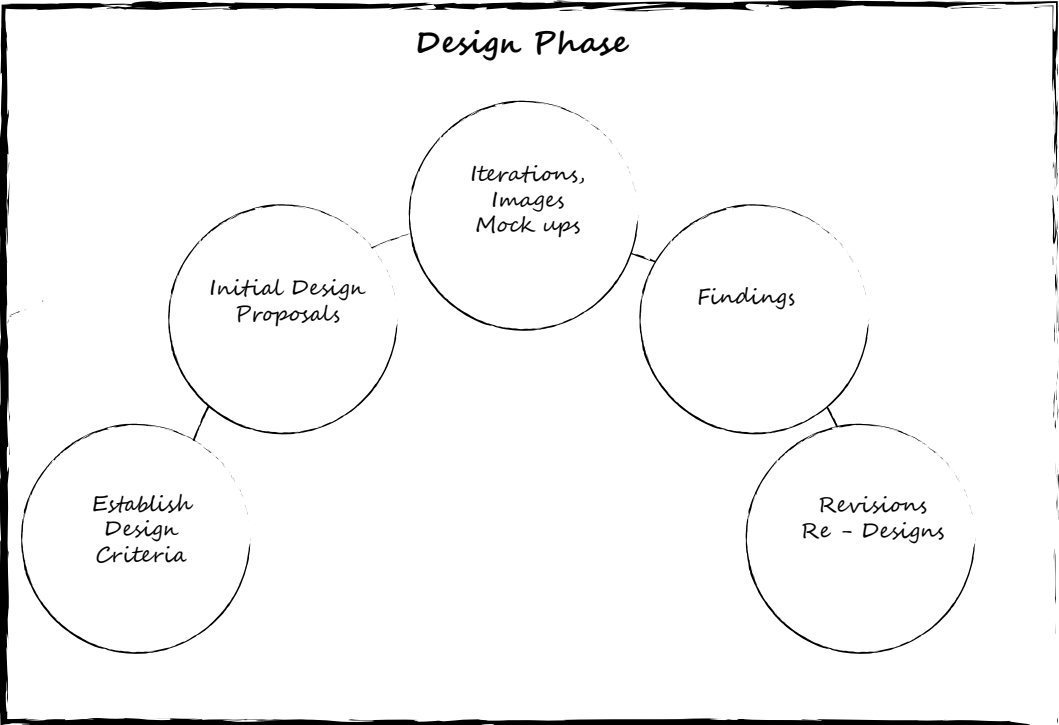 Design Phase
Iterations,
Images
Mock ups
Initial Design
Proposals
Findings
Establish
Design
Criteria
Revisions
Re - Designs